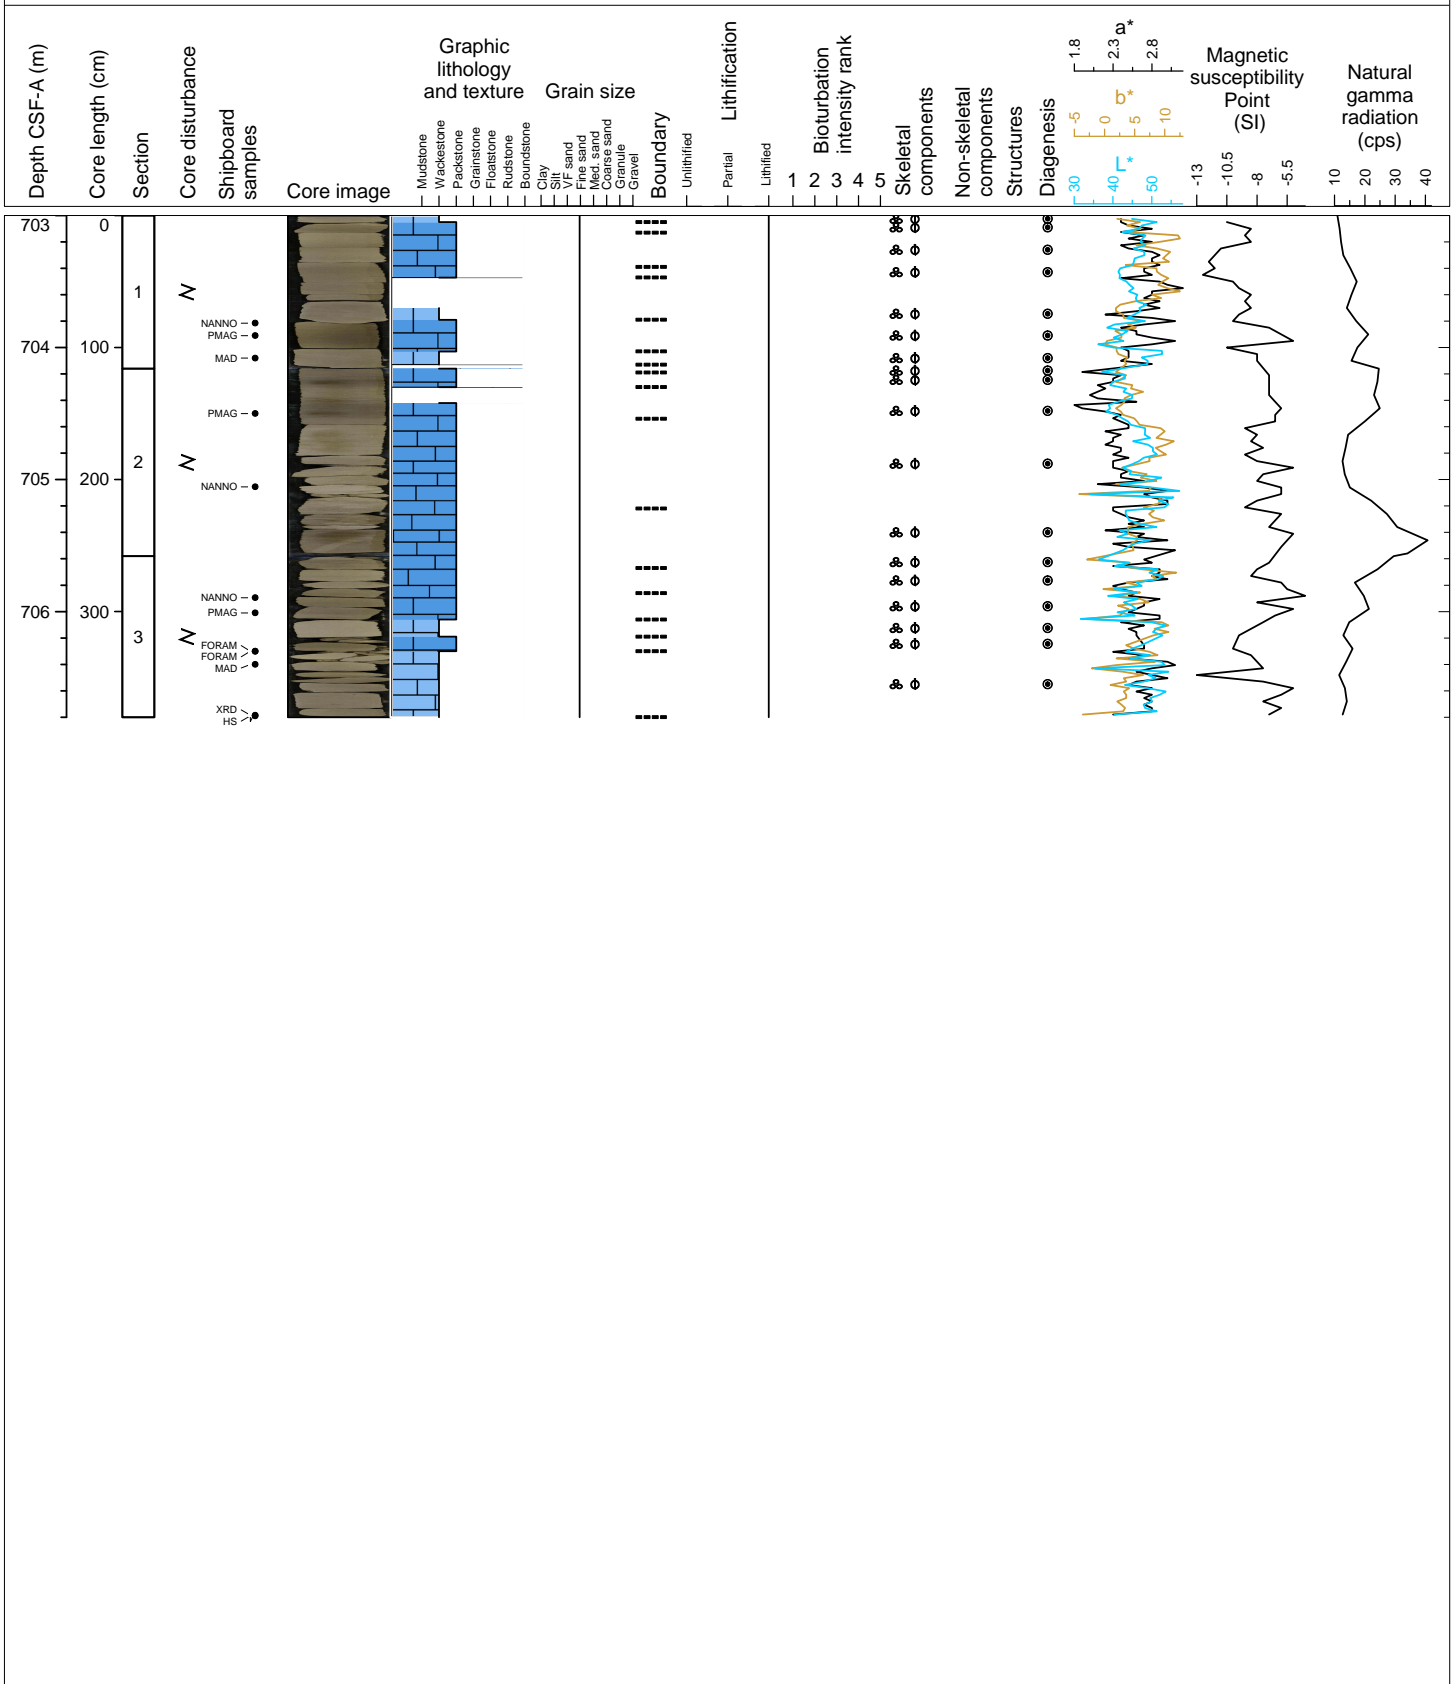 Depth CSF-A (m)
Core length (cm)
Section
Core disturbance
Shipboard
samples
Core image
Graphic
lithology
and texture
Mudstone
Wackestone
Packstone
Grainstone
Floatstone
Rudstone
Boundstone
Grain size
Clay
Silt
VF sand
Fine sand
Med. sand
Coarse sand
Granule
Gravel
Boundary
Lithification
Unlithified
Partial
Lithified
Bioturbation
intensity rank
1 2 3 4 5
Skeletal
components
Non-skeletal
components
Structures
Diagenesis
a*
1.8 2.3 2.8
b*
-5 0 5 10
L*
30 40 50
Magnetic
susceptibility
Point
(SI)
-13 -10.5 -8 -5.5
Natural
gamma
radiation
(cps)
10 20 30 40
703 0
1
NANNO
PMAG
704 100
MAD
PMAG
2
705 200
NANNO
NANNO
706 300
PMAG
3
FORAM
FORAM
MAD
XRD
HS